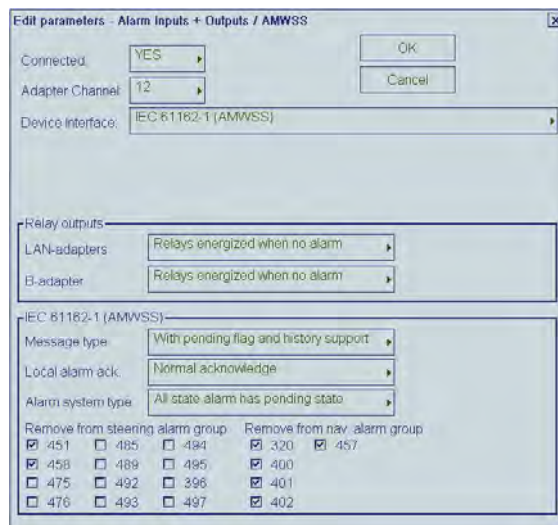 Edit parameters - Alarm Inputs + Outputs / AMWSS
OK
Connected: YES
Cancel
Adapter Channel: 12
Device Interface: IEC 61162-1 (AMWSS)
Relay outputs
LAN-adapters Relays energized when no alarm
B-adapter Relays energized when no alarm
IEC 61162-1 (AMWSS)
Message type: With pending flag and history support
Local alarm ack. Normal acknowledge
Alarm system type: All state alarm has pending state
Remove from steering alarm group Remove from nav. alarm group
451 485 494 320 457
458 489 495 400
475 492 396 401
476 493 497 402